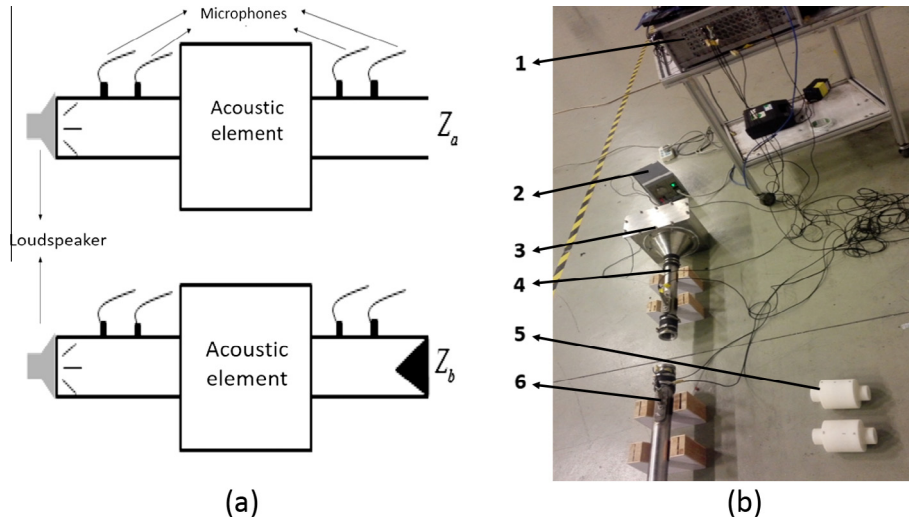 Microphones
Acoustic
element
Z_a
Loudspeaker
Acoustic
element
Z_b
(a)
1
2
3
4
5
6
(b)